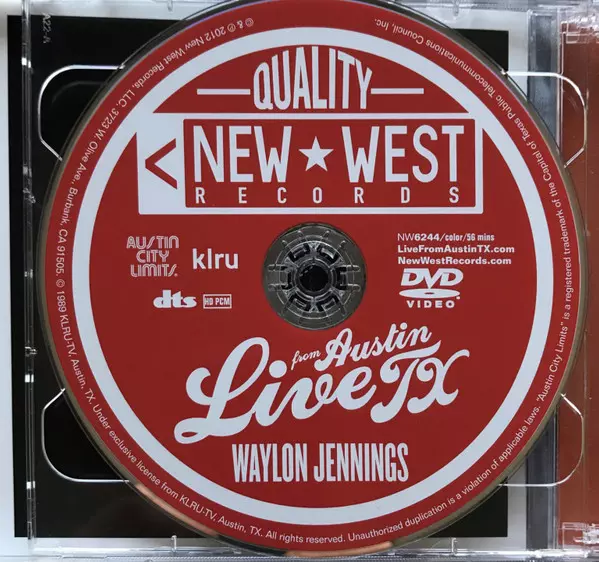 QUALITY
NEW★WEST
RECORDS
AUSTIN
CITY
LIMITS.
klru
NW6244/color/56 mins
LiveFromAustinTX.com
NewWestRecords.com
DVD
VIDEO
dts
HD PCM
Live from Austin TX
WAYLON JENNINGS
℗ & © 2012 New West Records, LLC. 3723 W. Olive Ave., Burbank, CA 91505. © 1989 KLRU-TV, Austin, TX. Under exclusive license from KLRU-TV, Austin, TX. All rights reserved. Unauthorized duplication is a violation of applicable laws. "Austin City Limits" is a registered trademark of the Capital of Texas Public Telecommunications Council, Inc.